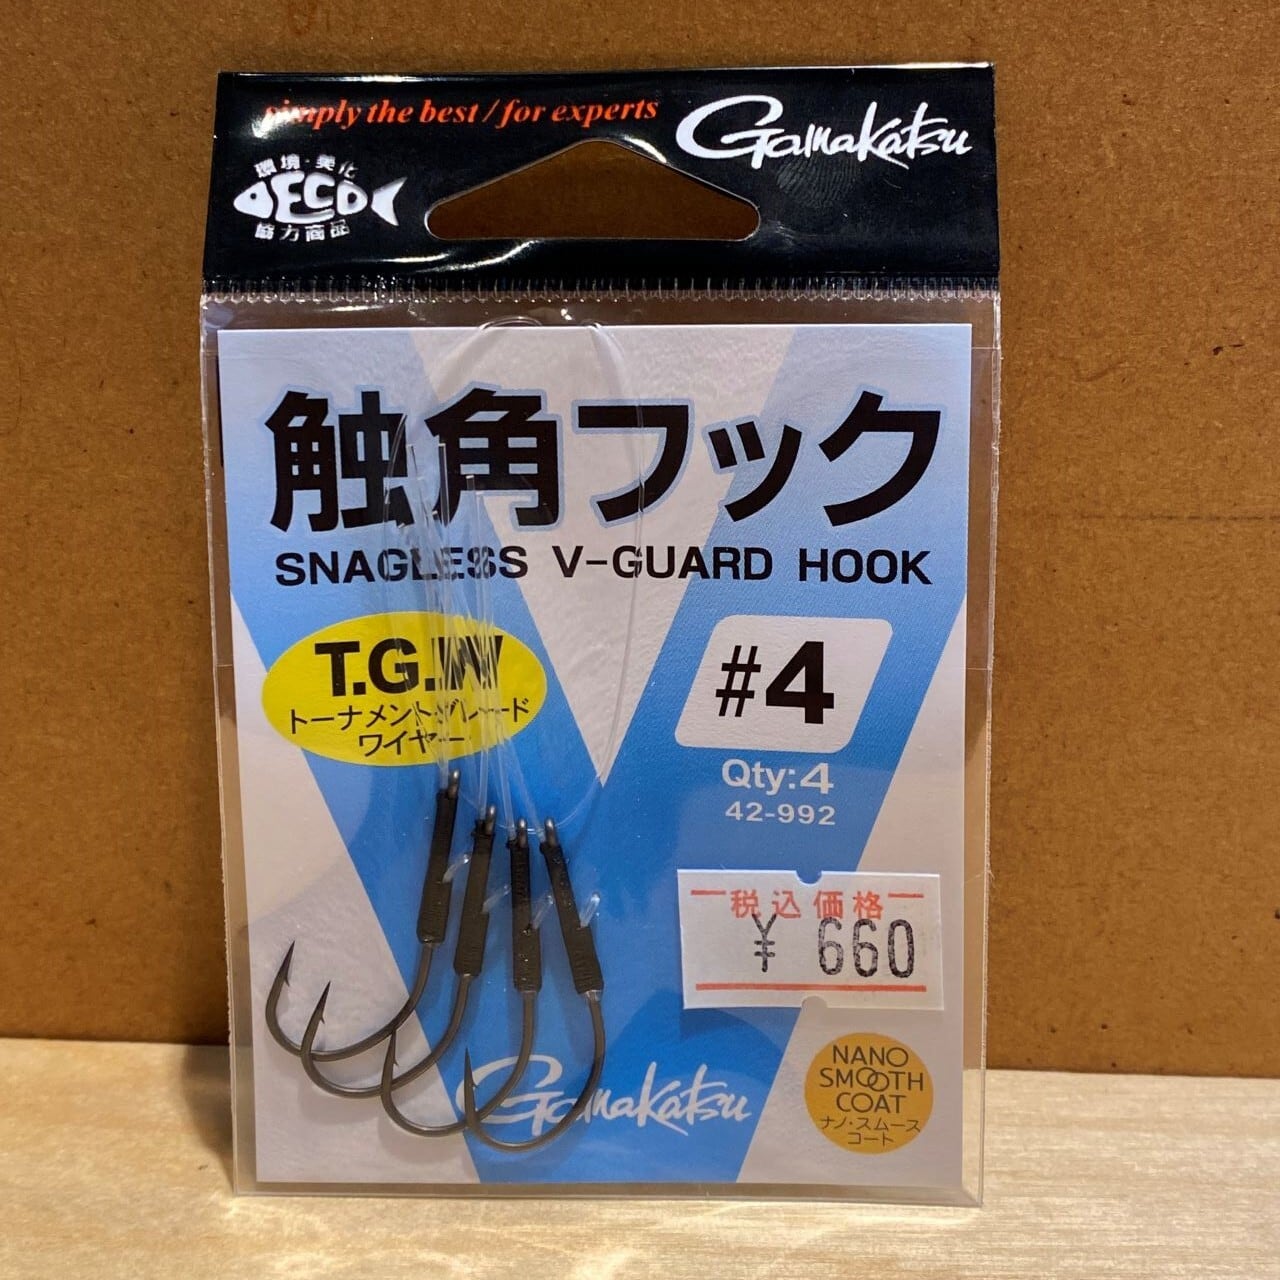 simply the best / for experts
Gamakatsu
環境・美化
ECO
協力商品
触角フック
SNAGLESS V-GUARD HOOK
T.G.W
トーナメントグレード
ワイヤー
#4
Qty:4
42-992
税込価格
¥ 660
NANO
SMOOTH
COAT
ナノ・スムース
コート
Gamakatsu